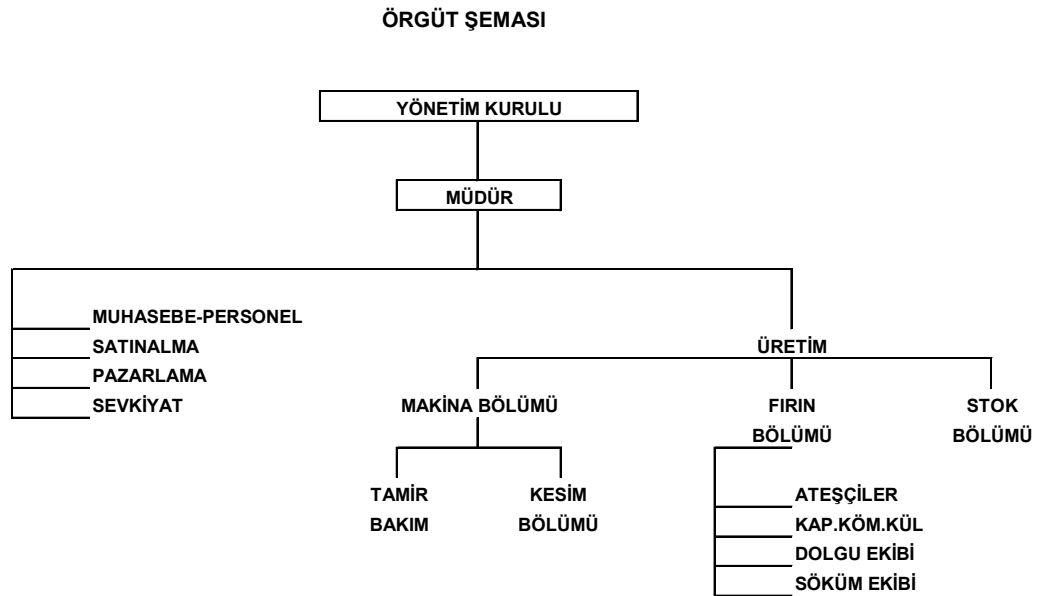 ÖRGÜT ŞEMASI
YÖNETİM KURULU
MÜDÜR
MUHASEBE-PERSONEL
SATINALMA
PAZARLAMA
SEVKİYAT
ÜRETİM
MAKİNA BÖLÜMÜ
TAMİR
BAKIM
KESİM
BÖLÜMÜ
FIRIN
BÖLÜMÜ
ATEŞÇİLER
KAP.KÖM.KÜL
DOLGU EKİBİ
SÖKÜM EKİBİ
STOK
BÖLÜMÜ